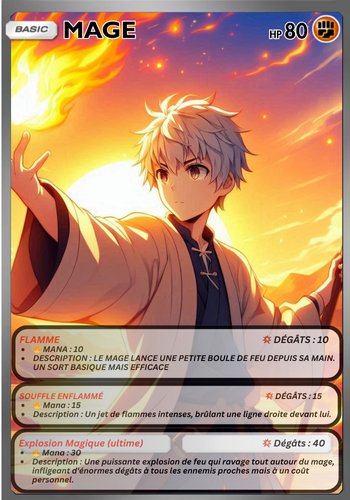 BASIC MAGE HP 80
FLAMME 💥 DÉGÂTS : 10
• 🔥 MANA : 10
• DESCRIPTION : LE MAGE LANCE UNE PETITE BOULE DE FEU DEPUIS SA MAIN.
UN SORT BASIQUE MAIS EFFICACE
SOUFFLE ENFLAMMÉ 💥 DÉGÂTS : 15
• 🔥 Mana : 15
• Description : Un jet de flammes intenses, brûlant une ligne droite devant lui.
Explosion Magique (ultime) 💥 Dégâts : 40
• 🔥 Mana : 30
• Description : Une puissante explosion de feu qui ravage tout autour du mage,
infligeant d'énormes dégâts à tous les ennemis proches mais à un coût
personnel.